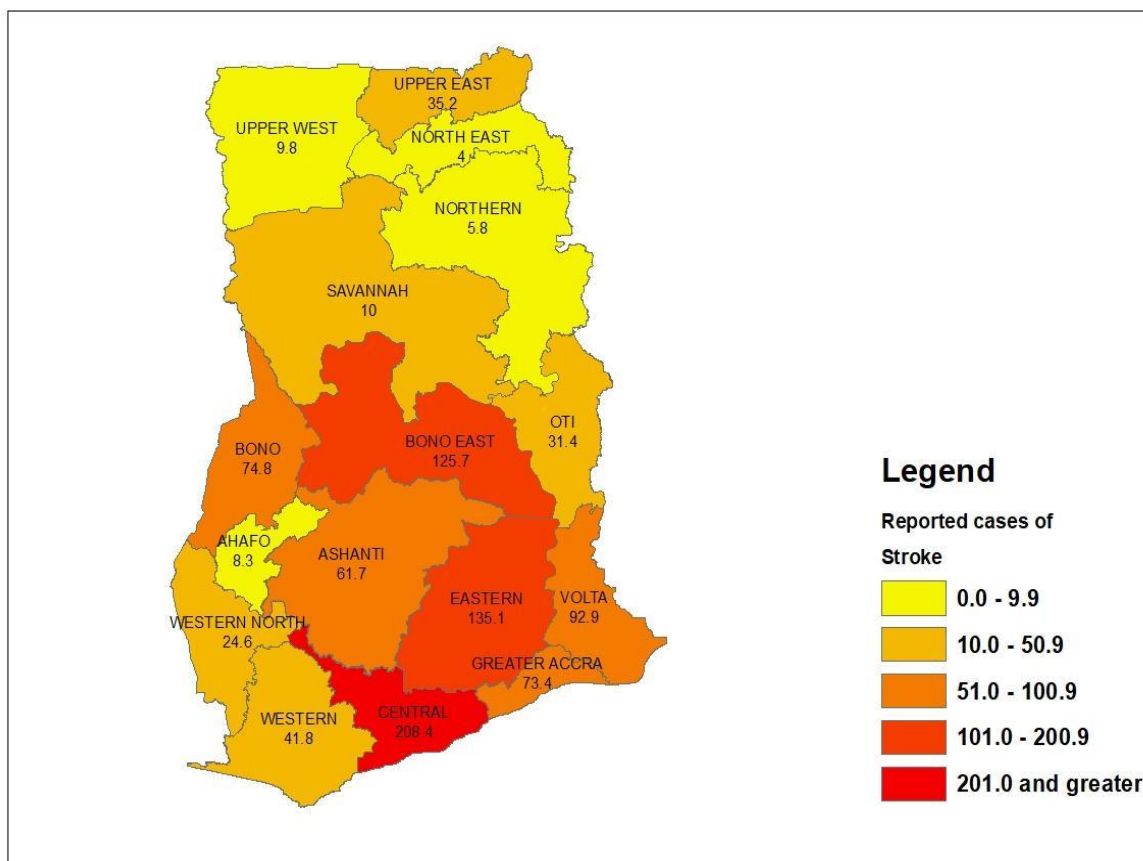 UPPER EAST
35.2
UPPER WEST
9.8
NORTH EAST
4
NORTHERN
5.8
SAVANNAH
10
OTI
31.4
BONO EAST
125.7
BONO
74.8
AHAFO
8.3
ASHANTI
61.7
EASTERN
135.1
VOLTA
92.9
WESTERN NORTH
24.6
GREATER ACCRA
73.4
WESTERN
41.8
CENTRAL
208.4
Legend
Reported cases of
Stroke
0.0 - 9.9
10.0 - 50.9
51.0 - 100.9
101.0 - 200.9
201.0 and greater